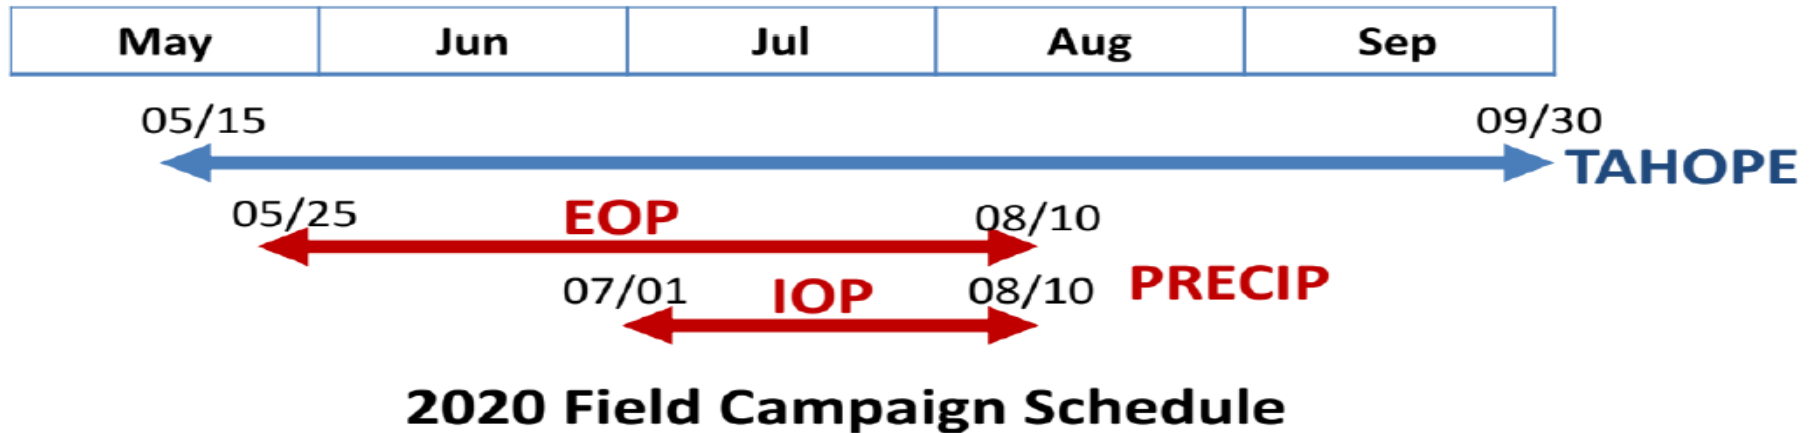 May Jun Jul Aug Sep
05/15 09/30
TAHOPE
05/25 EOP 08/10
07/01 IOP 08/10 PRECIP
2020 Field Campaign Schedule